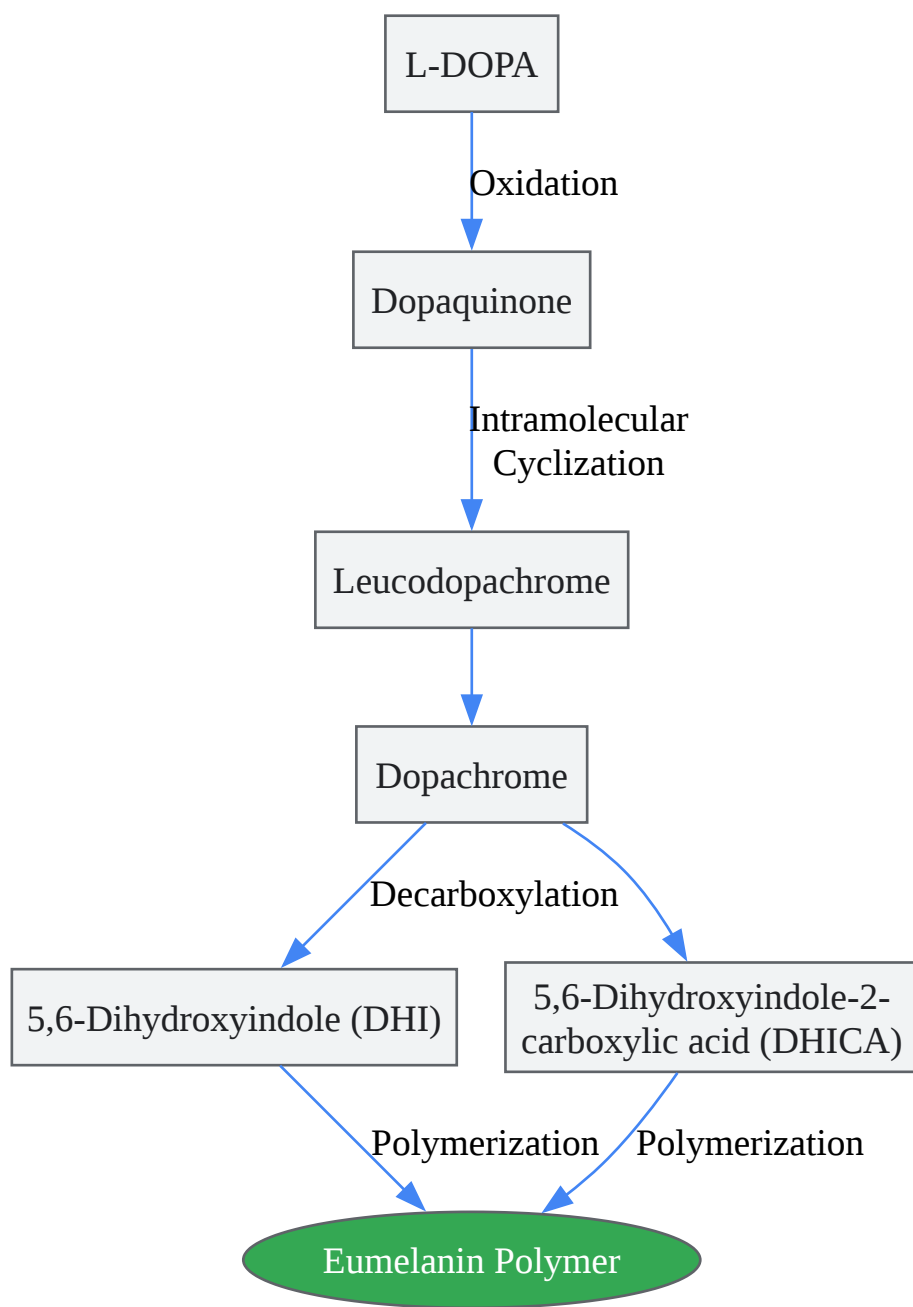 L-DOPA
Oxidation
Dopaquinone
Intramolecular
Cyclization
Leucodopachrome
Dopachrome
Decarboxylation
5,6-Dihydroxyindole (DHI)
5,6-Dihydroxyindole-2-
carboxylic acid (DHICA)
Polymerization
Polymerization
Eumelanin Polymer